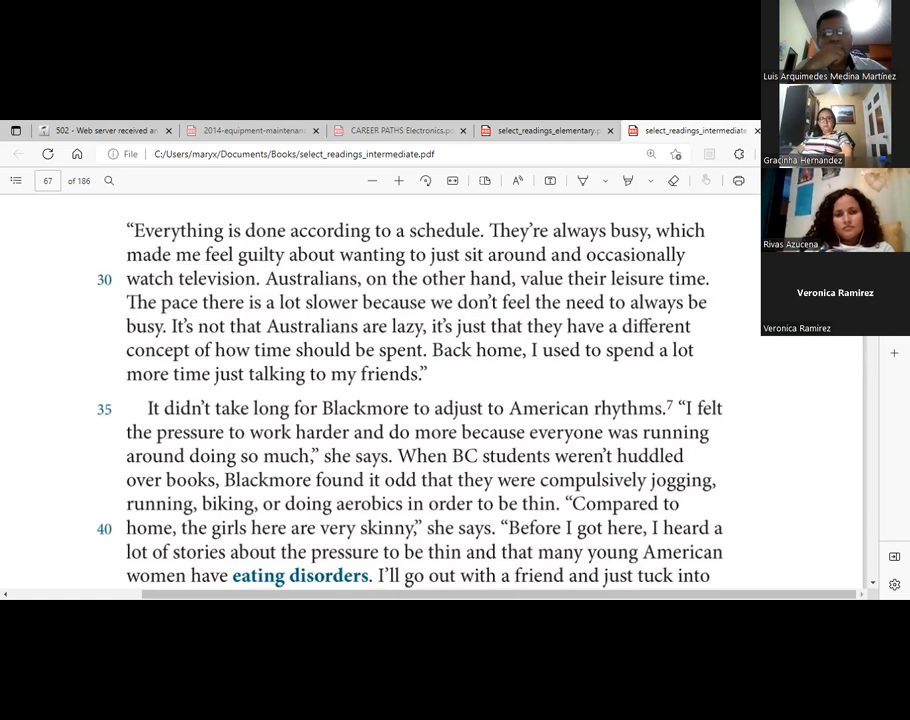 502 - Web server received an
2014-equipment-maintenan
CAREER PATHS Electronics.pd
select_readings_elementary.p
select_readings_intermediate
File
C:/Users/maryx/Documents/Books/select_readings_intermediate.pdf
67 of 186
“Everything is done according to a schedule. They’re always busy, which
made me feel guilty about wanting to just sit around and occasionally
30 watch television. Australians, on the other hand, value their leisure time.
The pace there is a lot slower because we don’t feel the need to always be
busy. It’s not that Australians are lazy, it’s just that they have a different
concept of how time should be spent. Back home, I used to spend a lot
more time just talking to my friends.”
35 It didn’t take long for Blackmore to adjust to American rhythms.7 “I felt
the pressure to work harder and do more because everyone was running
around doing so much,” she says. When BC students weren’t huddled
over books, Blackmore found it odd that they were compulsively jogging,
running, biking, or doing aerobics in order to be thin. “Compared to
40 home, the girls here are very skinny,” she says. “Before I got here, I heard a
lot of stories about the pressure to be thin and that many young American
women have eating disorders. I’ll go out with a friend and just tuck into
Luis Arquimedes Medina Martínez
Gracinha Hernandez
Rivas Azucena
Veronica Ramirez
Veronica Ramirez